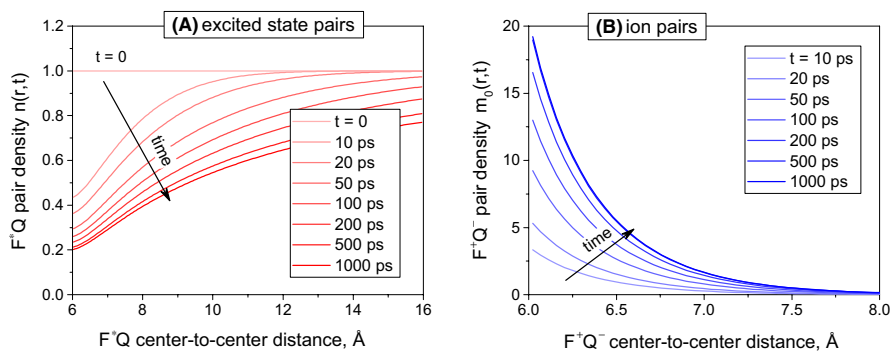 (A) excited state pairs
F*Q pair density n(r,t)
1.2
1.0
0.8
0.6
0.4
0.2
0.0
t = 0
time
t = 0
10 ps
20 ps
50 ps
100 ps
200 ps
500 ps
1000 ps
6
8
10
12
14
16
F*Q center-to-center distance, Å
(B) ion pairs
F⁺Q⁻ pair density m₀(r,t)
20
15
10
5
0
time
t = 10 ps
20 ps
50 ps
100 ps
200 ps
500 ps
1000 ps
6.0
6.5
7.0
7.5
8.0
F⁺Q⁻ center-to-center distance, Å